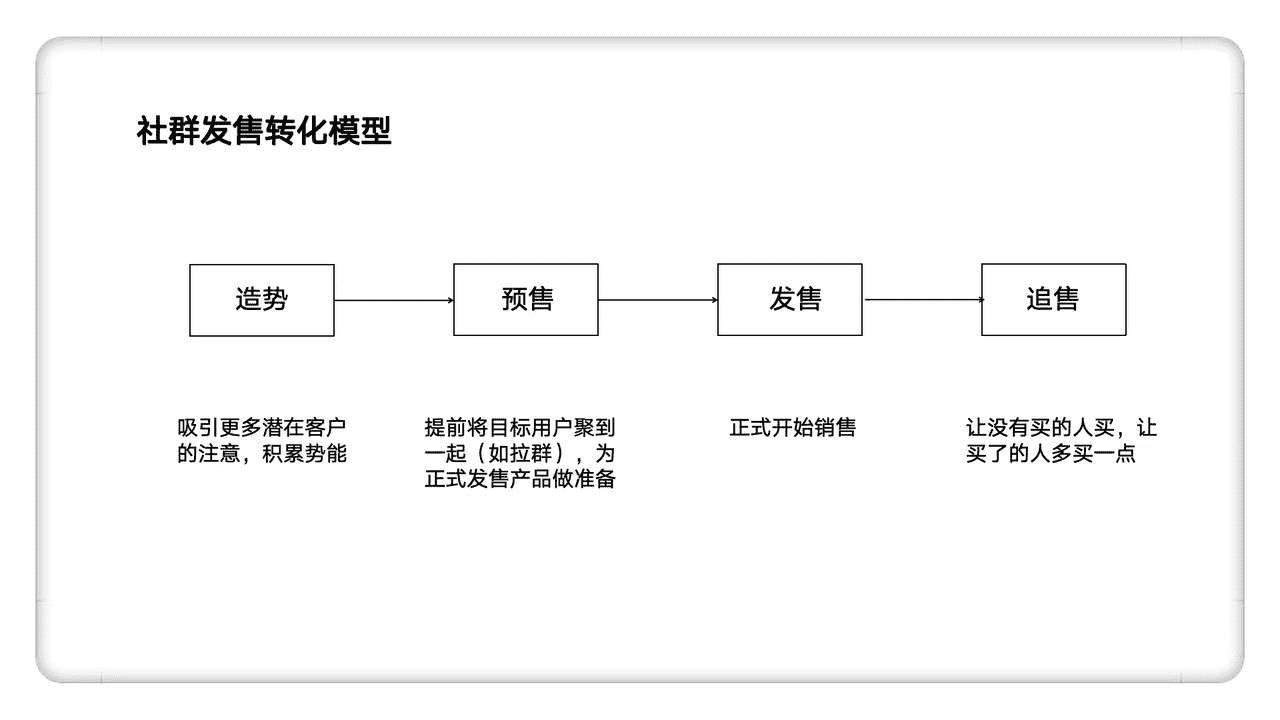 社群发售转化模型
造势
预售
发售
追售
吸引更多潜在客户
的注意，积累势能
提前将目标用户聚到
一起（如拉群），为
正式发售产品做准备
正式开始销售
让没有买的人买，让
买了的人多买一点